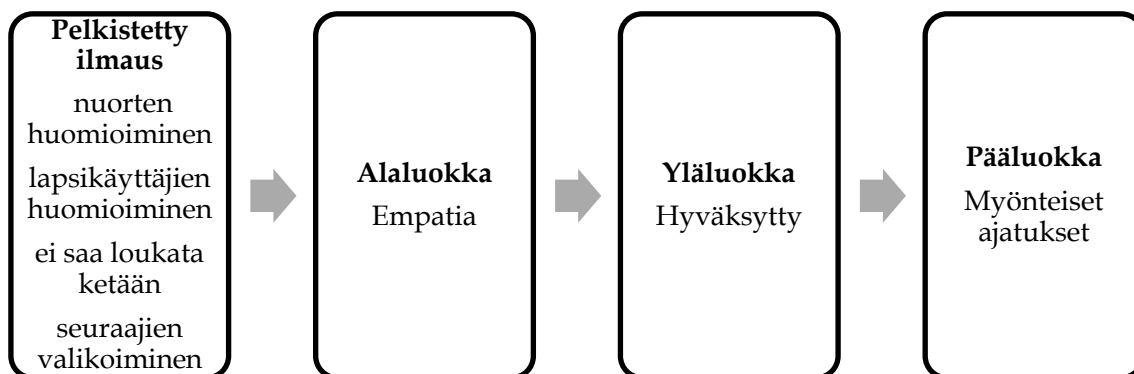 Pelkistetty
ilmaus
nuorten
huomioiminen
lapsikäyttäjien
huomioiminen
ei saa loukata
ketään
seuraajien
valikoiminen
Alaluokka
Empatia
Yläluokka
Hyväksytty
Pääluokka
Myönteiset
ajatukset